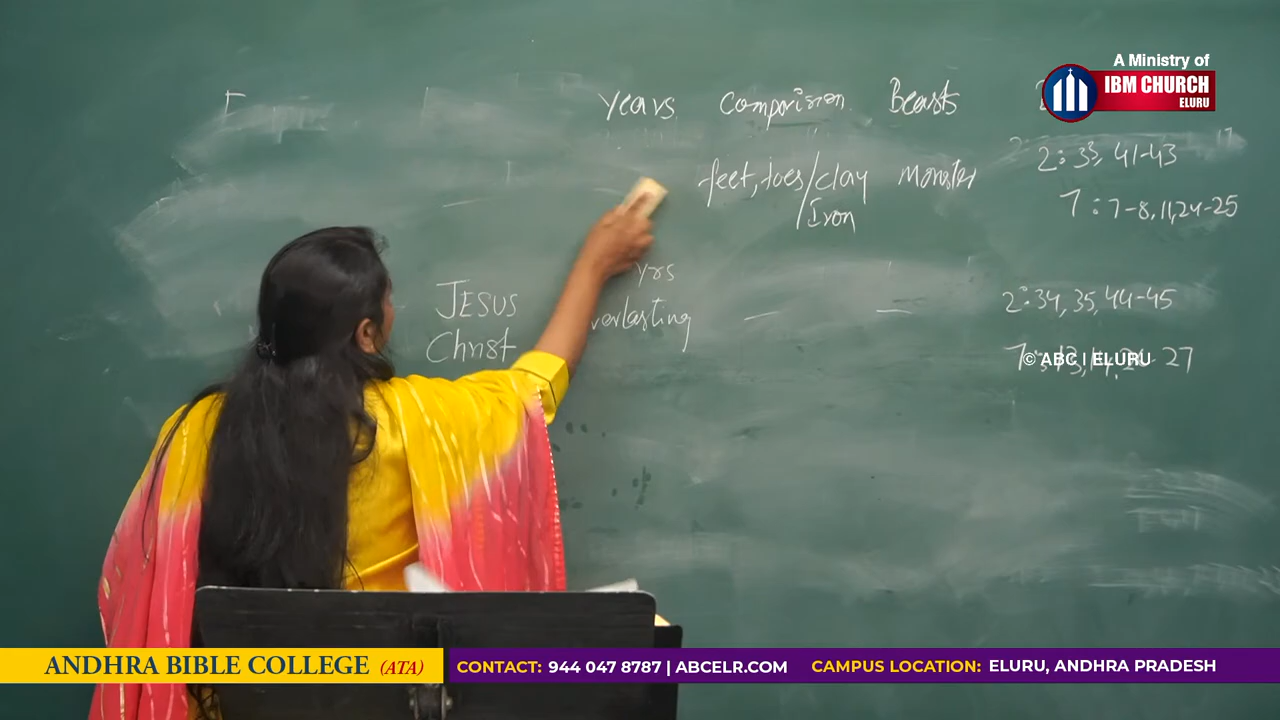 A Ministry of
IBM CHURCH
ELURU
Years Comparision Beasts
2:33, 41-43
feet, toes/clay Monster
/Iron
7:7-8, 11, 24-25
yrs
JESUS verlasting — —
Christ
2:34, 35, 44-45
© ABC | ELURU
ANDHRA BIBLE COLLEGE (ATA)
CONTACT: 944 047 8787 | ABCELR.COM CAMPUS LOCATION: ELURU, ANDHRA PRADESH